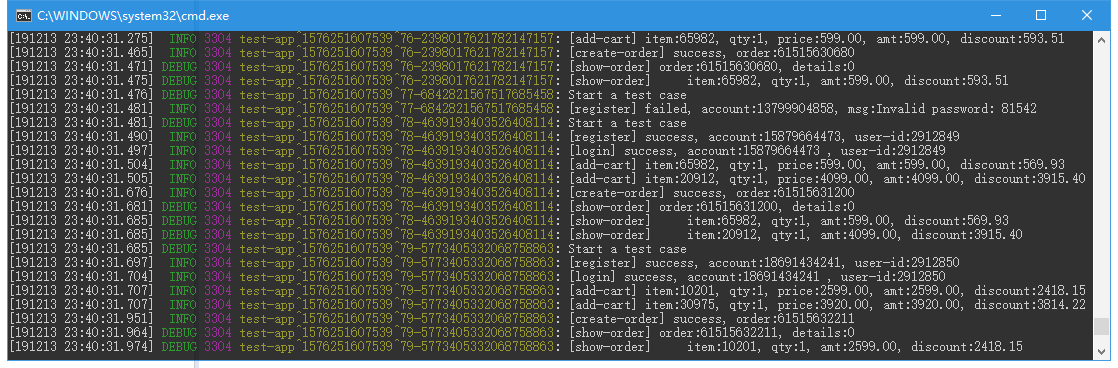 C:\WINDOWS\system32\cmd.exe
[191213 23:40:31.275]  INFO 3304 test-app^1576251607539^76-2398017621782147157: [add-cart] item:65982, qty:1, price:599.00, amt:599.00, discount:593.51
[191213 23:40:31.465]  INFO 3304 test-app^1576251607539^76-2398017621782147157: [create-order] success, order:61515630680
[191213 23:40:31.471] DEBUG 3304 test-app^1576251607539^76-2398017621782147157: [show-order] order:61515630680, details:0
[191213 23:40:31.475] DEBUG 3304 test-app^1576251607539^76-2398017621782147157: [show-order]     item:65982, qty:1, amt:599.00, discount:593.51
[191213 23:40:31.476] DEBUG 3304 test-app^1576251607539^77-6842821567517685458: Start a test case
[191213 23:40:31.481]  INFO 3304 test-app^1576251607539^77-6842821567517685458: [register] failed, account:13799904858, msg:Invalid password: 81542
[191213 23:40:31.481] DEBUG 3304 test-app^1576251607539^78-4639193403526408114: Start a test case
[191213 23:40:31.490]  INFO 3304 test-app^1576251607539^78-4639193403526408114: [register] success, account:15879664473, user-id:2912849
[191213 23:40:31.497]  INFO 3304 test-app^1576251607539^78-4639193403526408114: [login] success, account:15879664473 , user-id:2912849
[191213 23:40:31.504]  INFO 3304 test-app^1576251607539^78-4639193403526408114: [add-cart] item:65982, qty:1, price:599.00, amt:599.00, discount:569.93
[191213 23:40:31.505]  INFO 3304 test-app^1576251607539^78-4639193403526408114: [add-cart] item:20912, qty:1, price:4099.00, amt:4099.00, discount:3915.40
[191213 23:40:31.676]  INFO 3304 test-app^1576251607539^78-4639193403526408114: [create-order] success, order:61515631200
[191213 23:40:31.681] DEBUG 3304 test-app^1576251607539^78-4639193403526408114: [show-order] order:61515631200, details:0
[191213 23:40:31.685] DEBUG 3304 test-app^1576251607539^78-4639193403526408114: [show-order]     item:65982, qty:1, amt:599.00, discount:569.93
[191213 23:40:31.685] DEBUG 3304 test-app^1576251607539^78-4639193403526408114: [show-order]     item:20912, qty:1, amt:4099.00, discount:3915.40
[191213 23:40:31.685] DEBUG 3304 test-app^1576251607539^79-5773405332068758863: Start a test case
[191213 23:40:31.697]  INFO 3304 test-app^1576251607539^79-5773405332068758863: [register] success, account:18691434241, user-id:2912850
[191213 23:40:31.704]  INFO 3304 test-app^1576251607539^79-5773405332068758863: [login] success, account:18691434241 , user-id:2912850
[191213 23:40:31.707]  INFO 3304 test-app^1576251607539^79-5773405332068758863: [add-cart] item:10201, qty:1, price:2599.00, amt:2599.00, discount:2418.15
[191213 23:40:31.707]  INFO 3304 test-app^1576251607539^79-5773405332068758863: [add-cart] item:30975, qty:1, price:3920.00, amt:3920.00, discount:3814.22
[191213 23:40:31.951]  INFO 3304 test-app^1576251607539^79-5773405332068758863: [create-order] success, order:61515632211
[191213 23:40:31.964] DEBUG 3304 test-app^1576251607539^79-5773405332068758863: [show-order] order:61515632211, details:0
[191213 23:40:31.974] DEBUG 3304 test-app^1576251607539^79-5773405332068758863: [show-order]     item:10201, qty:1, amt:2599.00, discount:2418.15